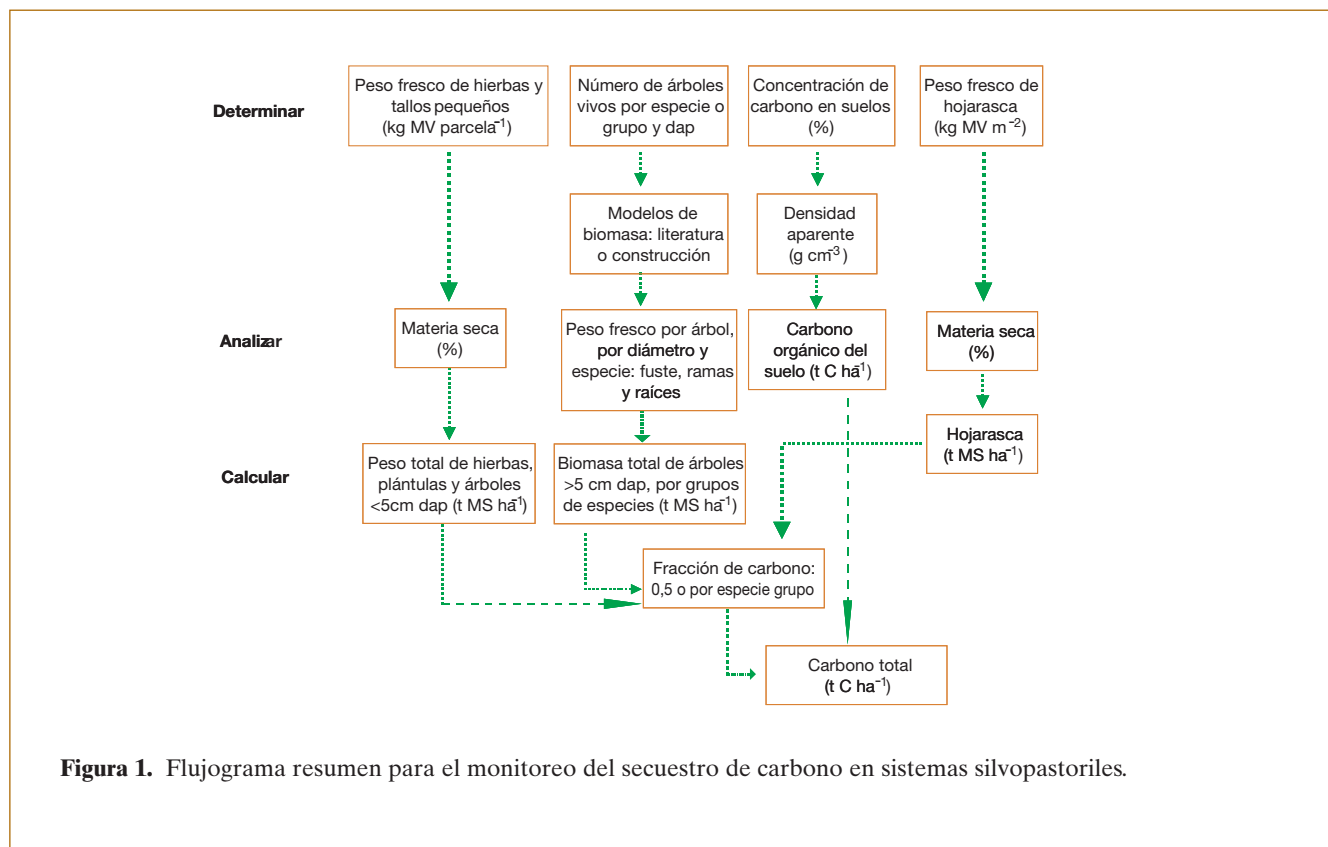 Determinar
Peso fresco de hierbas y
tallos pequeños
(kg MV parcela⁻¹)
Número de árboles
vivos por especie o
grupo y dap
Concentración de
carbono en suelos
(%)
Peso fresco de
hojarasca
(kg MV m⁻²)
Modelos de
biomasa: literatura
o construcción
Densidad
aparente
(g cm⁻³)
Analizar
Materia seca
(%)
Peso fresco por árbol,
por diámetro y
especie: fuste, ramas
y raíces
Carbono
orgánico del
suelo (t C ha⁻¹)
Materia seca
(%)
Hojarasca
(t MS ha⁻¹)
Calcular
Peso total de hierbas,
plántulas y árboles
<5cm dap (t MS ha⁻¹)
Biomasa total de árboles
>5 cm dap, por grupos
de especies (t MS ha⁻¹)
Fracción de carbono:
0,5 o por especie grupo
Carbono total
(t C ha⁻¹)
Figura 1. Flujograma resumen para el monitoreo del secuestro de carbono en sistemas silvopastoriles.